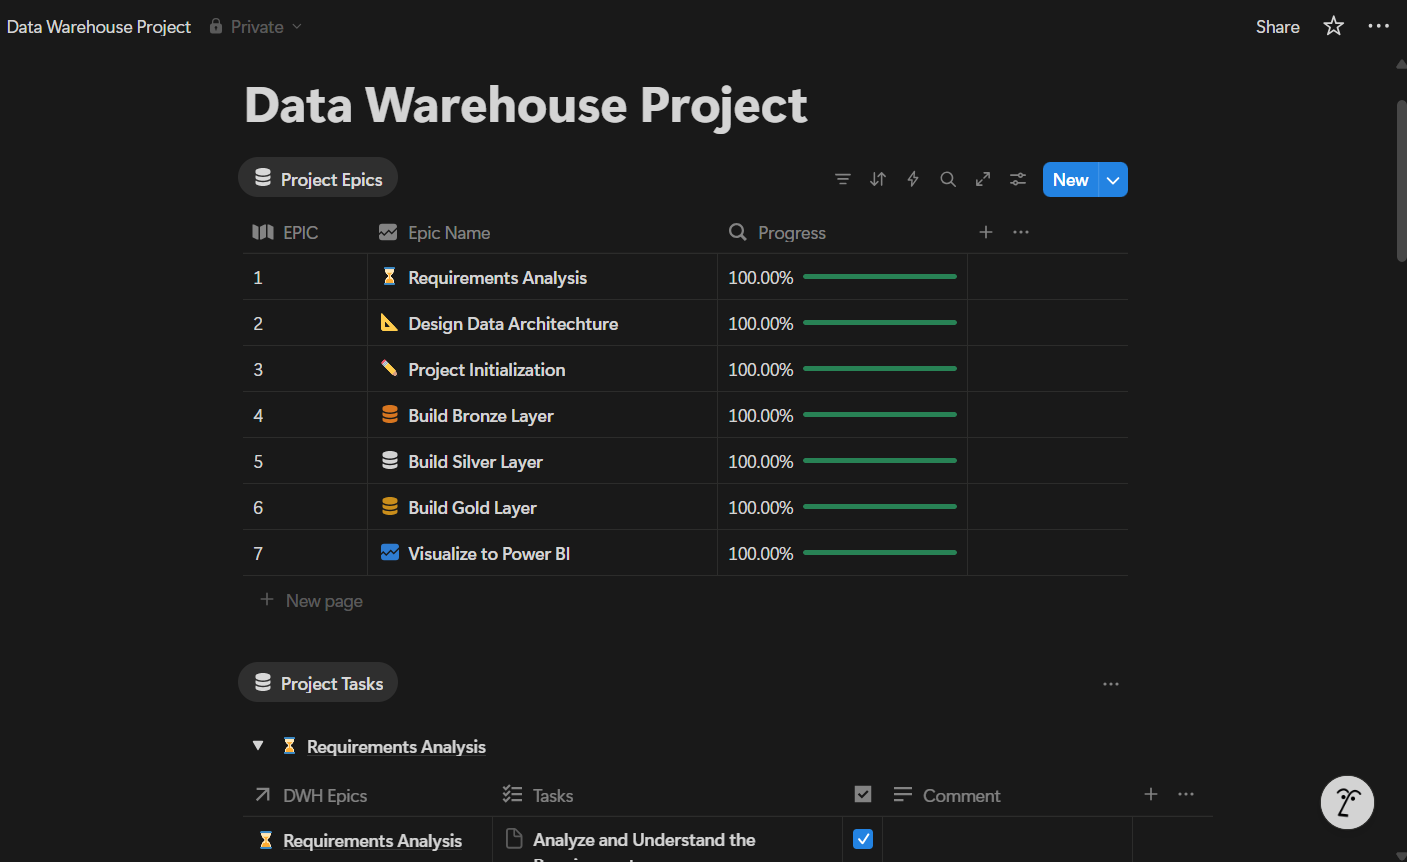 Data Warehouse Project Private Share
Data Warehouse Project
Project Epics New
EPIC Epic Name Progress
1 Requirements Analysis 100.00%
2 Design Data Architechture 100.00%
3 Project Initialization 100.00%
4 Build Bronze Layer 100.00%
5 Build Silver Layer 100.00%
6 Build Gold Layer 100.00%
7 Visualize to Power BI 100.00%
New page
Project Tasks
Requirements Analysis
DWH Epics Tasks Comment
Requirements Analysis Analyze and Understand the